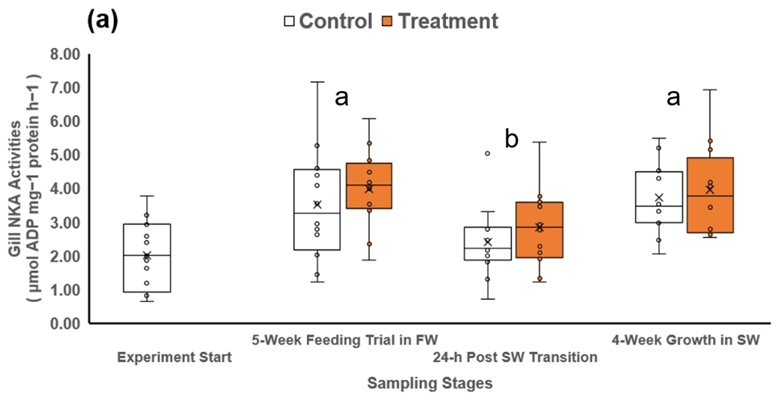 (a)
Control Treatment
Gill NKA Activities
( µmol ADP mg−1 protein h−1 )
8.00
7.00
6.00
5.00
4.00
3.00
2.00
1.00
0.00
a
b
a
5-Week Feeding Trial in FW
4-Week Growth in SW
Experiment Start
24-h Post SW Transition
Sampling Stages